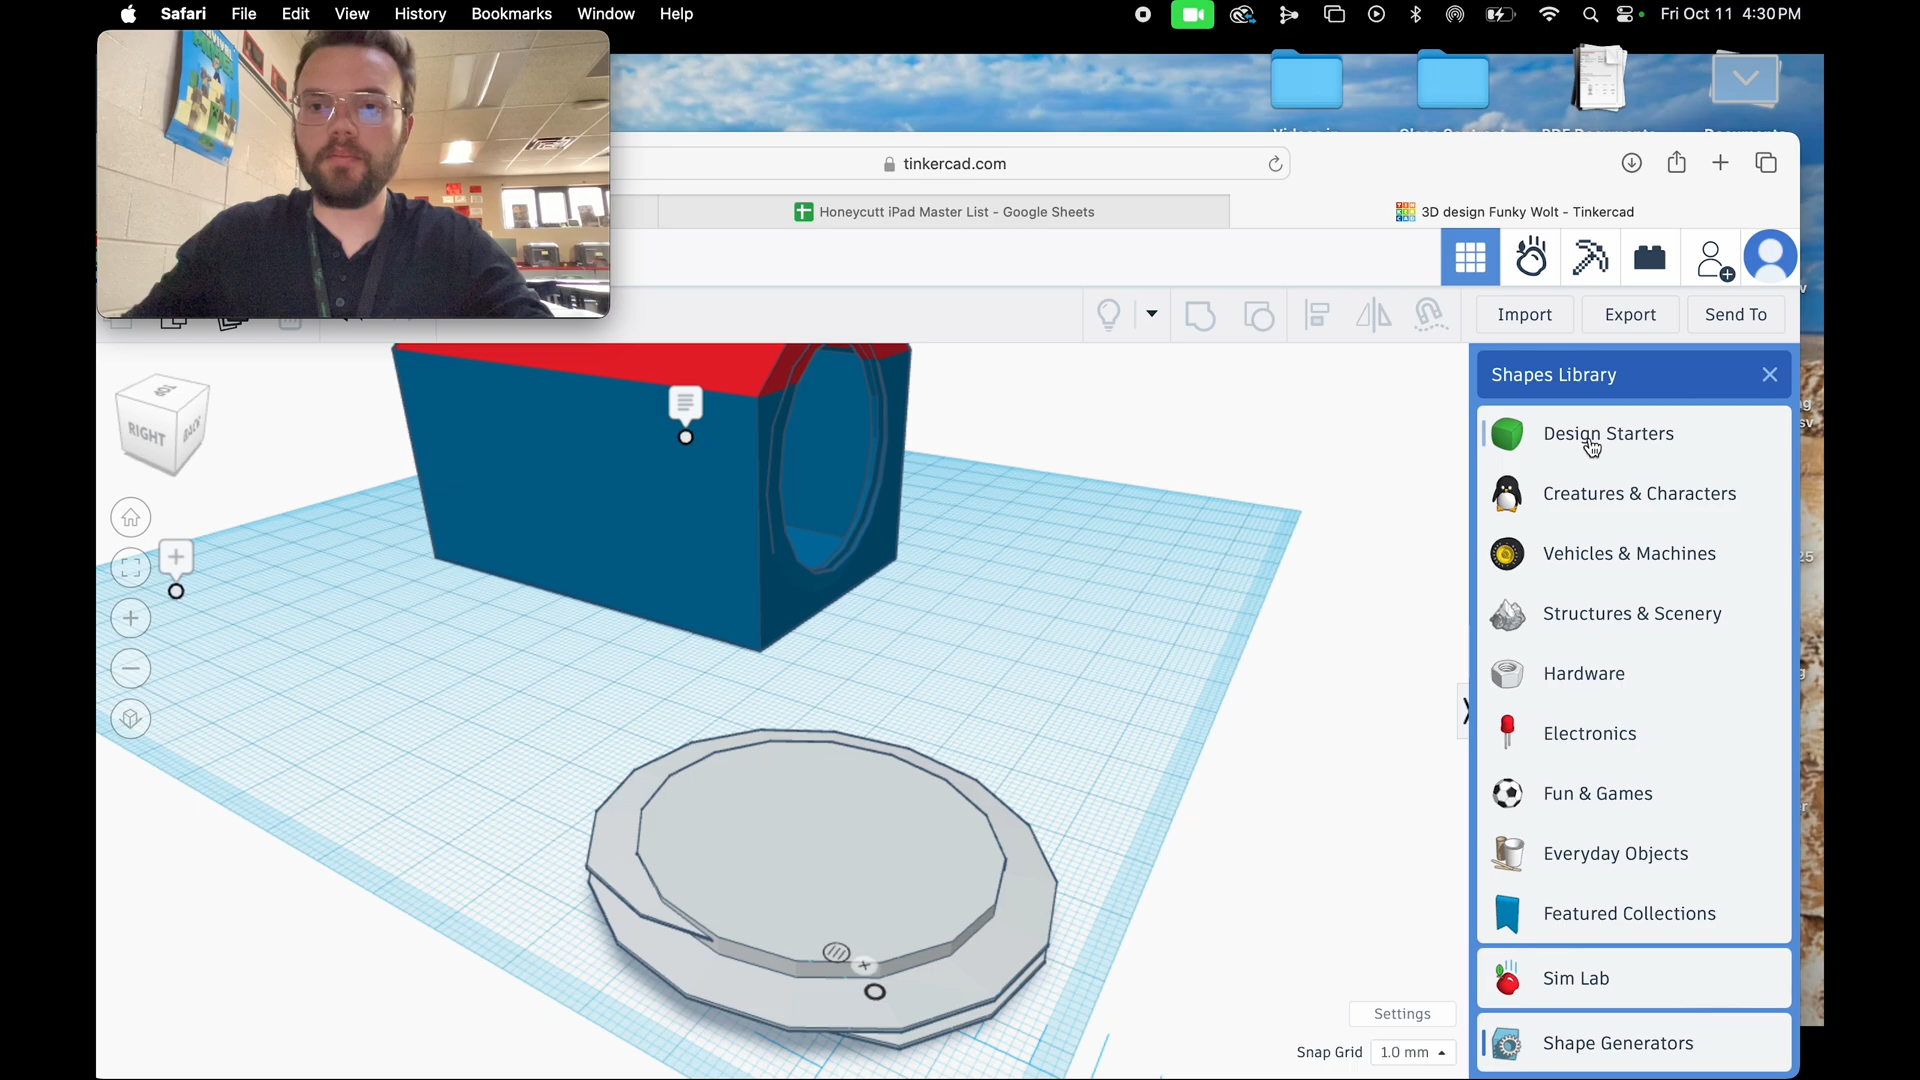 Safari File Edit View History Bookmarks Window Help Fri Oct 11 4:30 PM
tinkercad.com
Honeycutt iPad Master List - Google Sheets
3D design Funky Wolt - Tinkercad
Import Export Send To
Shapes Library
Design Starters
Creatures & Characters
Vehicles & Machines
Structures & Scenery
Hardware
Electronics
Fun & Games
Everyday Objects
Featured Collections
Sim Lab
Shape Generators
TOP
RIGHT
BACK
Settings
Snap Grid 1.0 mm